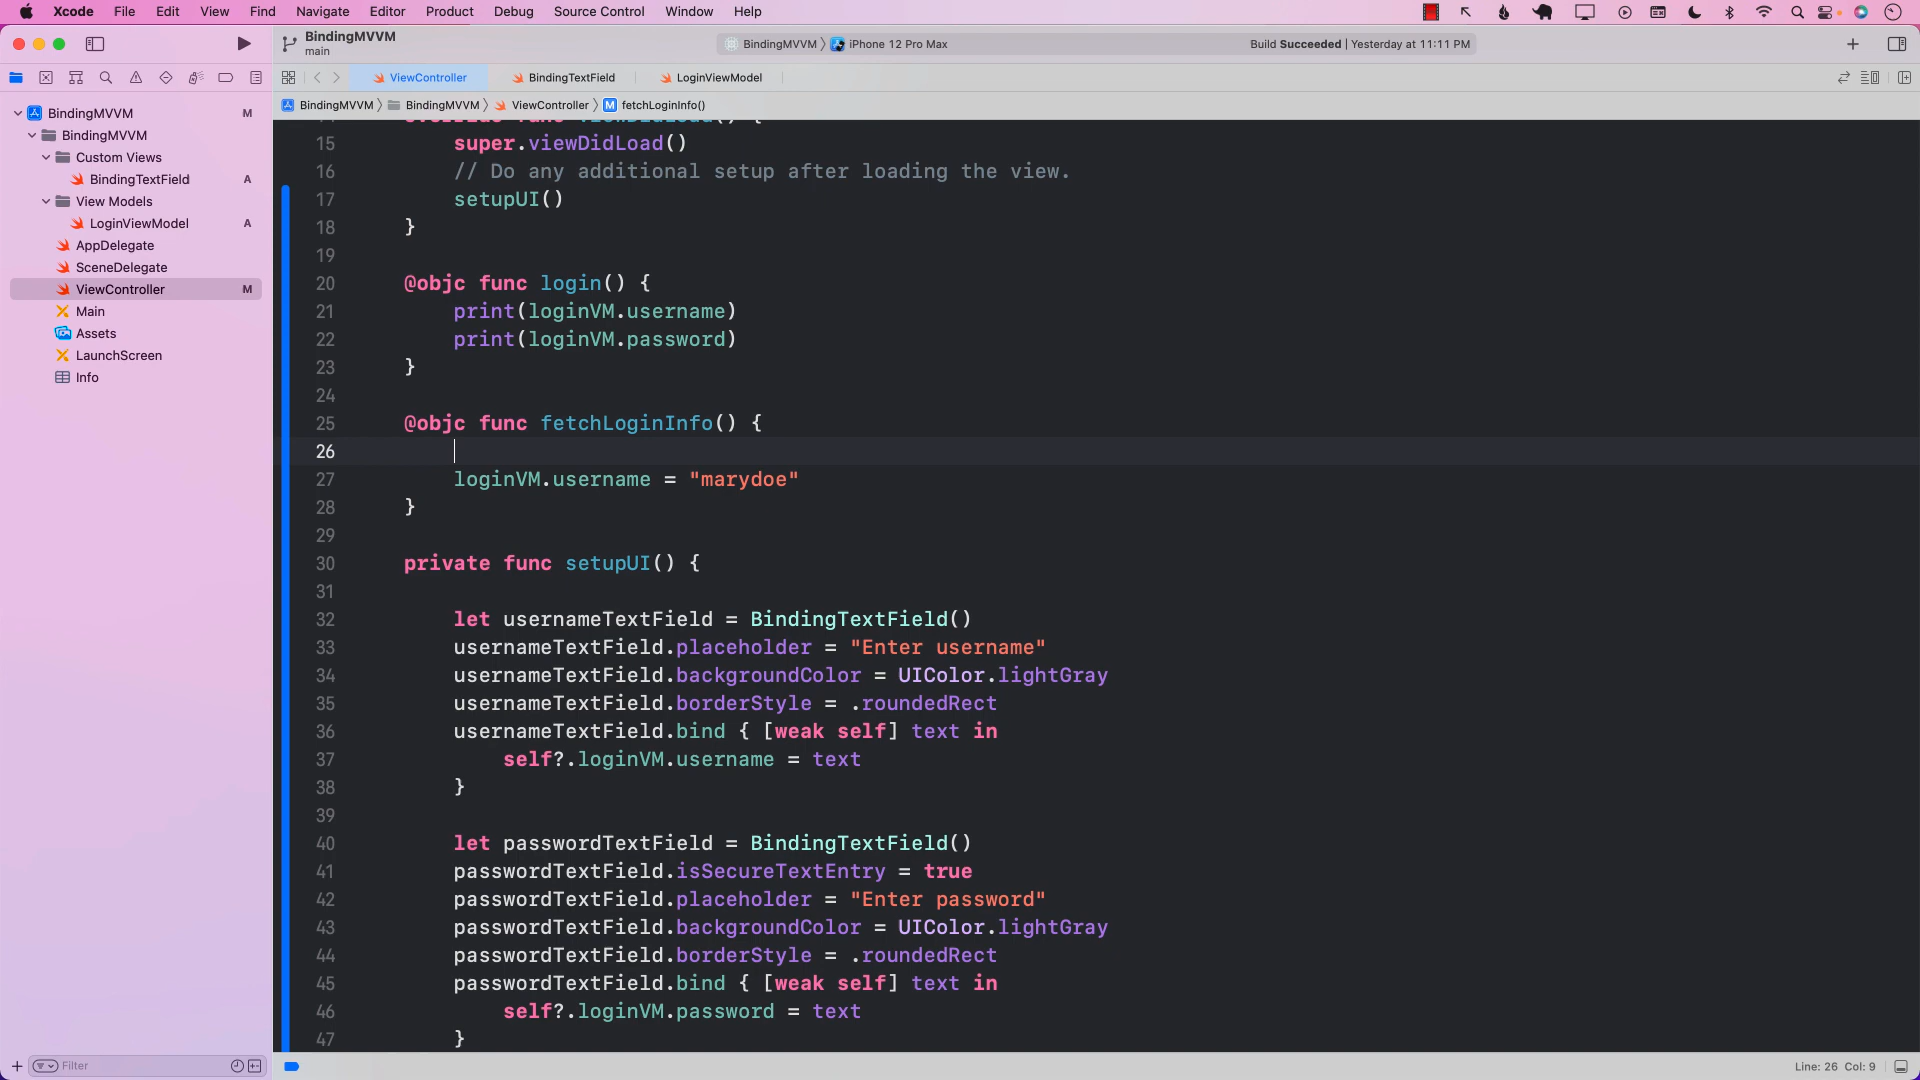 Xcode File Edit View Find Navigate Editor Product Debug Source Control Window Help
BindingMVVM
main
BindingMVVM iPhone 12 Pro Max
Build Succeeded | Yesterday at 11:11 PM
ViewController BindingTextField LoginViewModel
BindingMVVM BindingMVVM ViewController M fetchLoginInfo()
BindingMVVM M
BindingMVVM
Custom Views
BindingTextField A
View Models
LoginViewModel A
AppDelegate
SceneDelegate
ViewController M
Main
Assets
LaunchScreen
Info
Filter
override func viewDidLoad() {
15 super.viewDidLoad()
16 // Do any additional setup after loading the view.
17 setupUI()
18 }
19
20 @objc func login() {
21 print(loginVM.username)
22 print(loginVM.password)
23 }
24
25 @objc func fetchLoginInfo() {
26
27 loginVM.username = "marydoe"
28 }
29
30 private func setupUI() {
31
32 let usernameTextField = BindingTextField()
33 usernameTextField.placeholder = "Enter username"
34 usernameTextField.backgroundColor = UIColor.lightGray
35 usernameTextField.borderStyle = .roundedRect
36 usernameTextField.bind { [weak self] text in
37 self?.loginVM.username = text
38 }
39
40 let passwordTextField = BindingTextField()
41 passwordTextField.isSecureTextEntry = true
42 passwordTextField.placeholder = "Enter password"
43 passwordTextField.backgroundColor = UIColor.lightGray
44 passwordTextField.borderStyle = .roundedRect
45 passwordTextField.bind { [weak self] text in
46 self?.loginVM.password = text
47 }
Line: 26 Col: 9